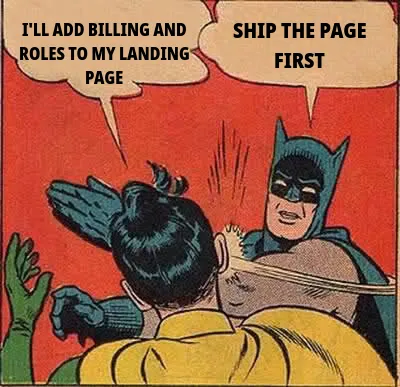 I'LL ADD BILLING AND
ROLES TO MY LANDING
PAGE
SHIP THE PAGE
FIRST